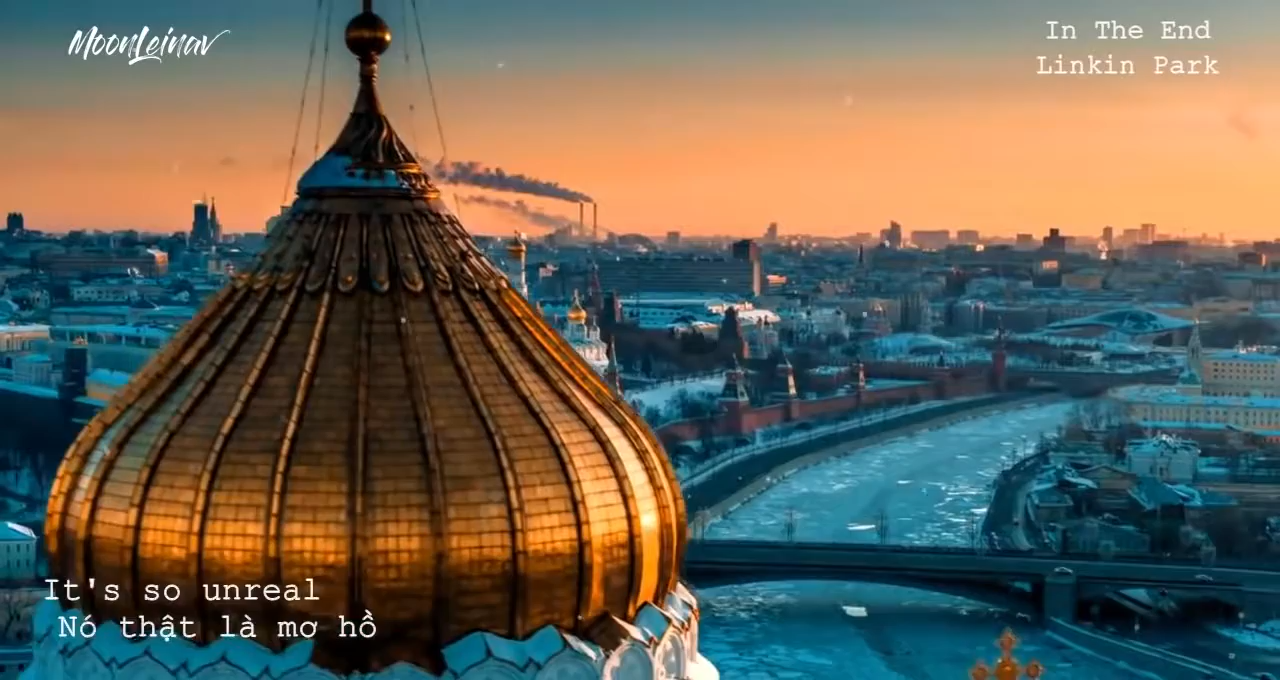 MoonLeinav
In The End
Linkin Park
It's so unreal
Nó thật là mơ hồ